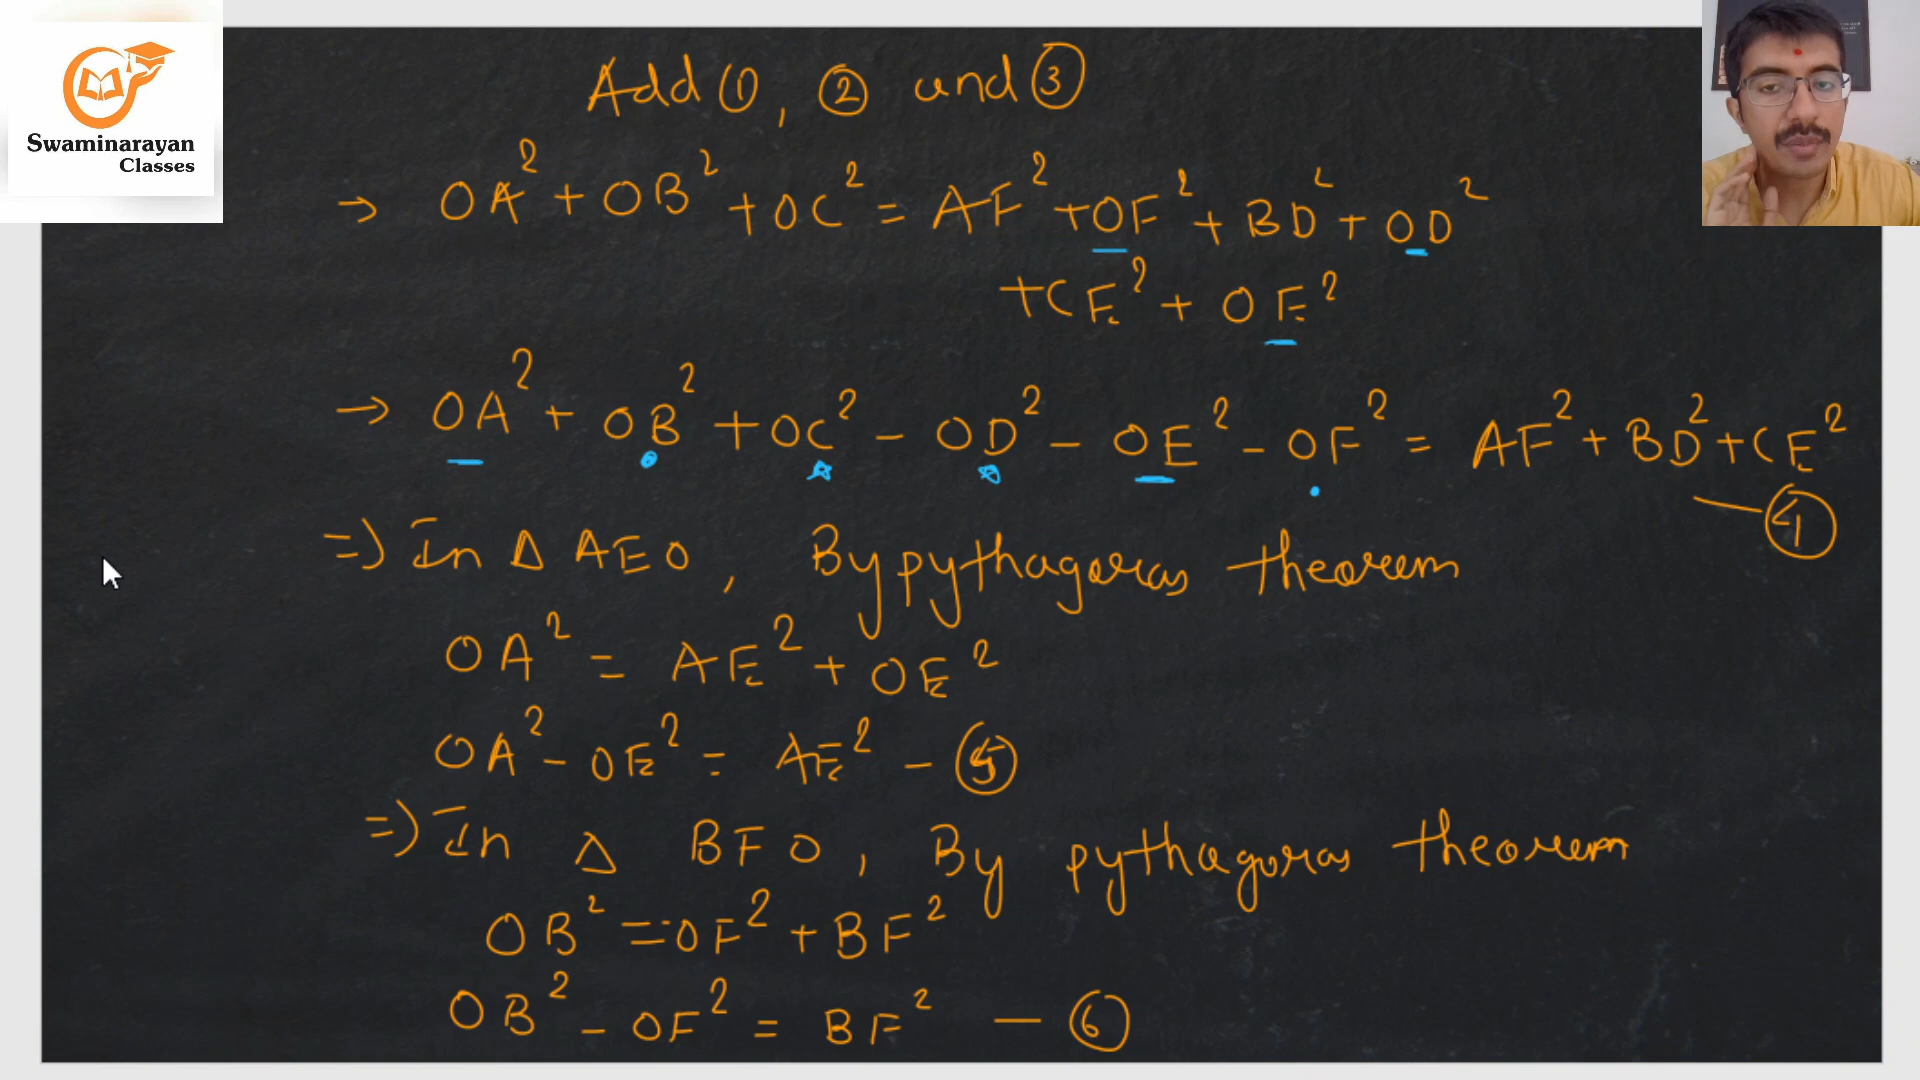 Swaminarayan
Classes
Add ①, ② and ③
→ OA² + OB² + OC² = AF² + OF² + BD² + OD²
+ CE² + OE²
→ OA² + OB² + OC² - OD² - OE² - OF² = AF² + BD² + CE²
— ④
⇒ In Δ AEO, By pythagoras theorem
OA² = AE² + OE²
OA² - OE² = AE² - ⑤
⇒ In Δ BFO, By pythagoras theorem
OB² = OF² + BF²
OB² - OF² = BF² — ⑥